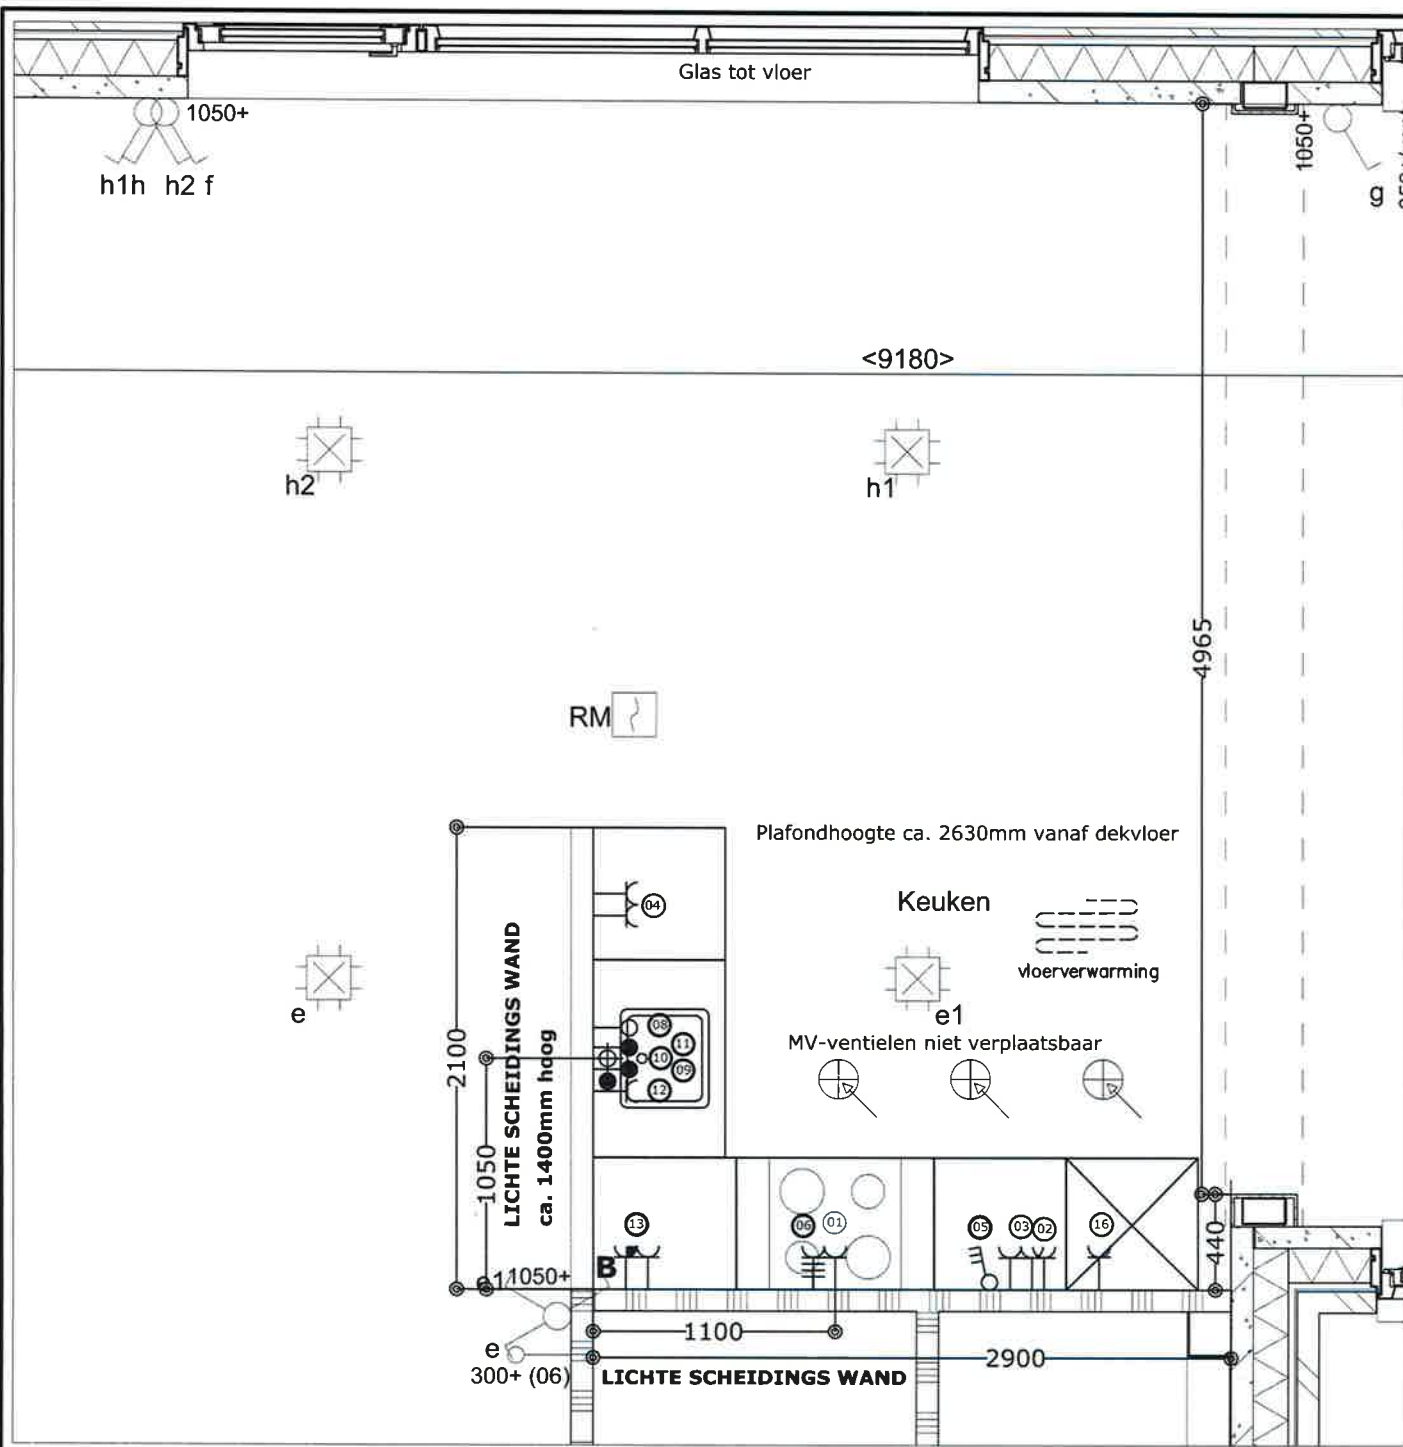 Glas tot vloer
1050+
h1h h2 f
1050+
g
<9180>
h2
h1
4965
RM
Plafondhoogte ca. 2630mm vanaf dekvloer
Keuken
vloerverwarming
04
LICHTE SCHEIDINGS WAND
ca. 1400mm hoog
2100
1050
e
e1
MV-ventielen niet verplaatsbaar
08
11
10
09
12
13
06
01
05
03
02
16
440
B
1050+
1100
e
300+ (06)
2900
LICHTE SCHEIDINGS WAND